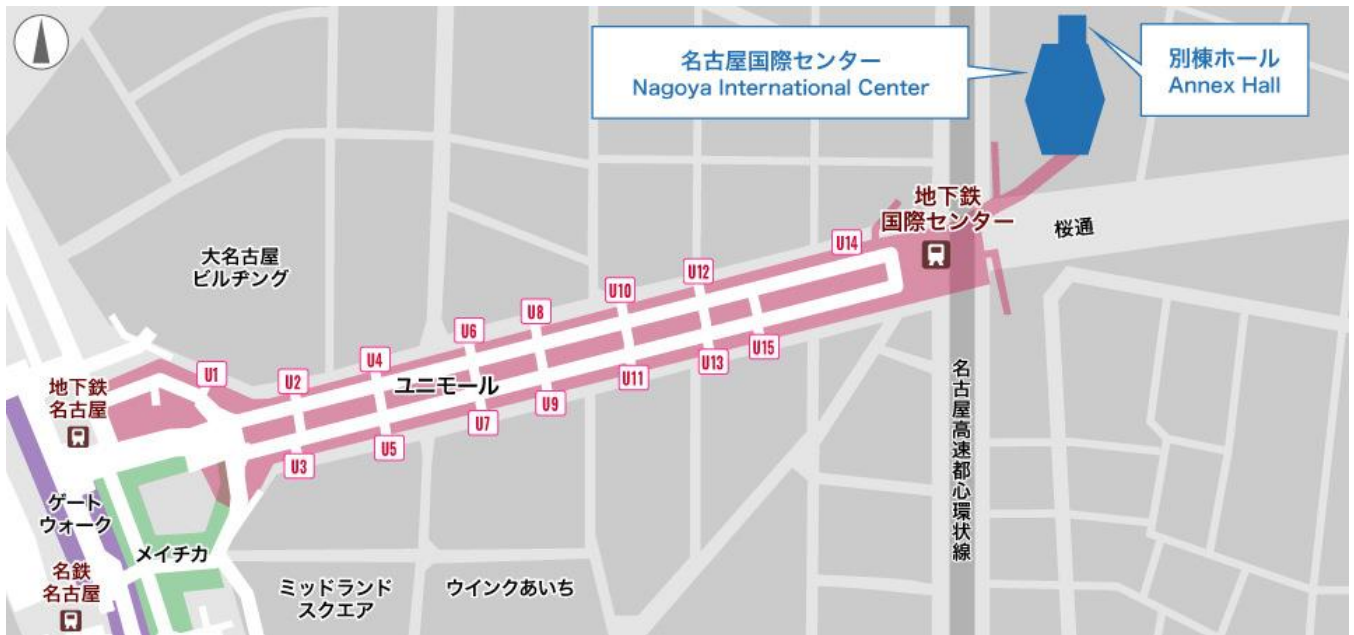 名古屋国際センター
Nagoya International Center
別棟ホール
Annex Hall
地下鉄
国際センター
桜通
大名古屋
ビルヂング
U14
U12
U10
U8
U6
U4
U2
U1
ユニモール
U15
U13
U11
U9
U7
U5
U3
地下鉄
名古屋
ゲート
ウォーク
メイチカ
名鉄
名古屋
ミッドランド
スクエア
ウインクあいち
名古屋高速都心環状線